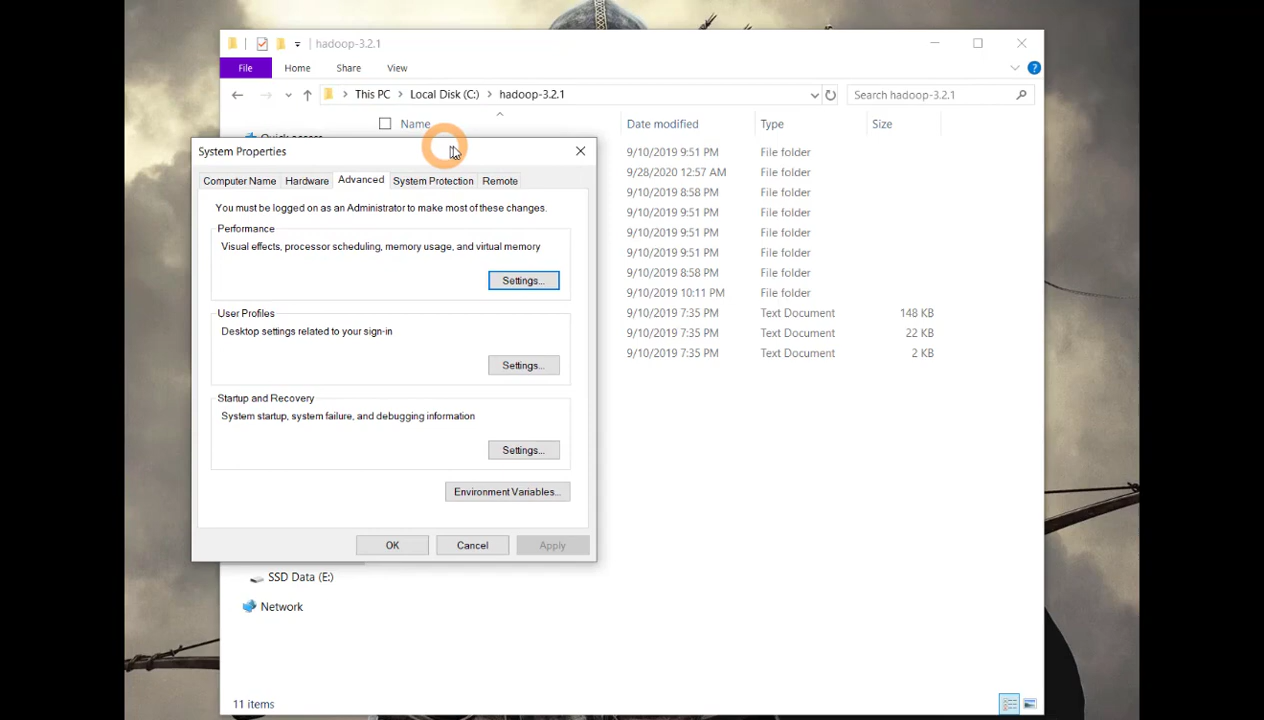 hadoop-3.2.1
File Home Share View
This PC Local Disk (C:) hadoop-3.2.1
Search hadoop-3.2.1
Name Date modified Type Size
System Properties
Computer Name Hardware Advanced System Protection Remote
You must be logged on as an Administrator to make most of these changes.
Performance
Visual effects, processor scheduling, memory usage, and virtual memory
Settings...
User Profiles
Desktop settings related to your sign-in
Settings...
Startup and Recovery
System startup, system failure, and debugging information
Settings...
Environment Variables...
OK Cancel Apply
9/10/2019 9:51 PM File folder
9/28/2020 12:57 AM File folder
9/10/2019 8:58 PM File folder
9/10/2019 9:51 PM File folder
9/10/2019 9:51 PM File folder
9/10/2019 9:51 PM File folder
9/10/2019 8:58 PM File folder
9/10/2019 10:11 PM File folder
9/10/2019 7:35 PM Text Document 148 KB
9/10/2019 7:35 PM Text Document 22 KB
9/10/2019 7:35 PM Text Document 2 KB
SSD Data (E:)
Network
11 items